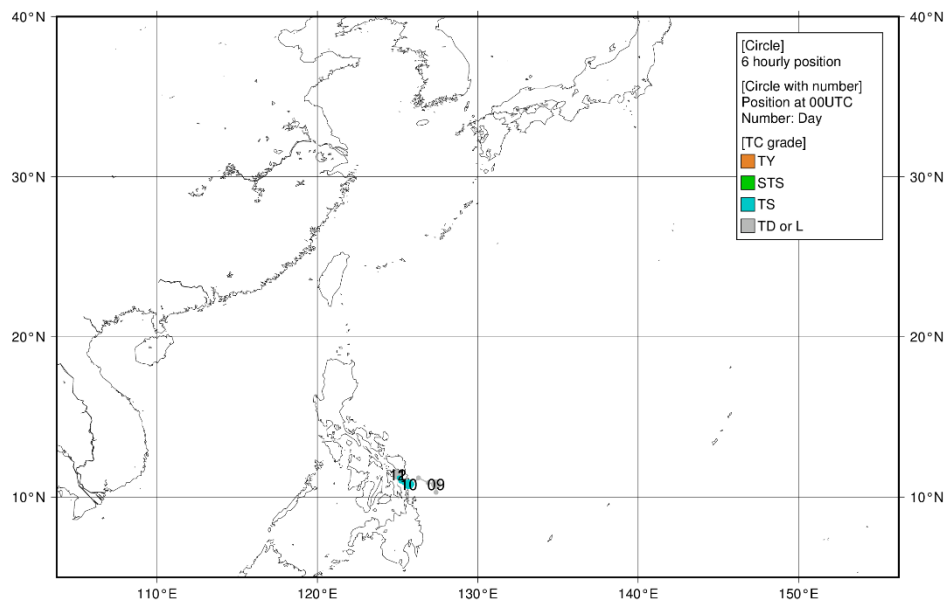 40°N
40°N
[Circle]
6 hourly position
[Circle with number]
Position at 00UTC
Number: Day
[TC grade]
TY
STS
TS
TD or L
30°N
30°N
20°N
20°N
10 09
10°N
10°N
110°E
120°E
130°E
140°E
150°E